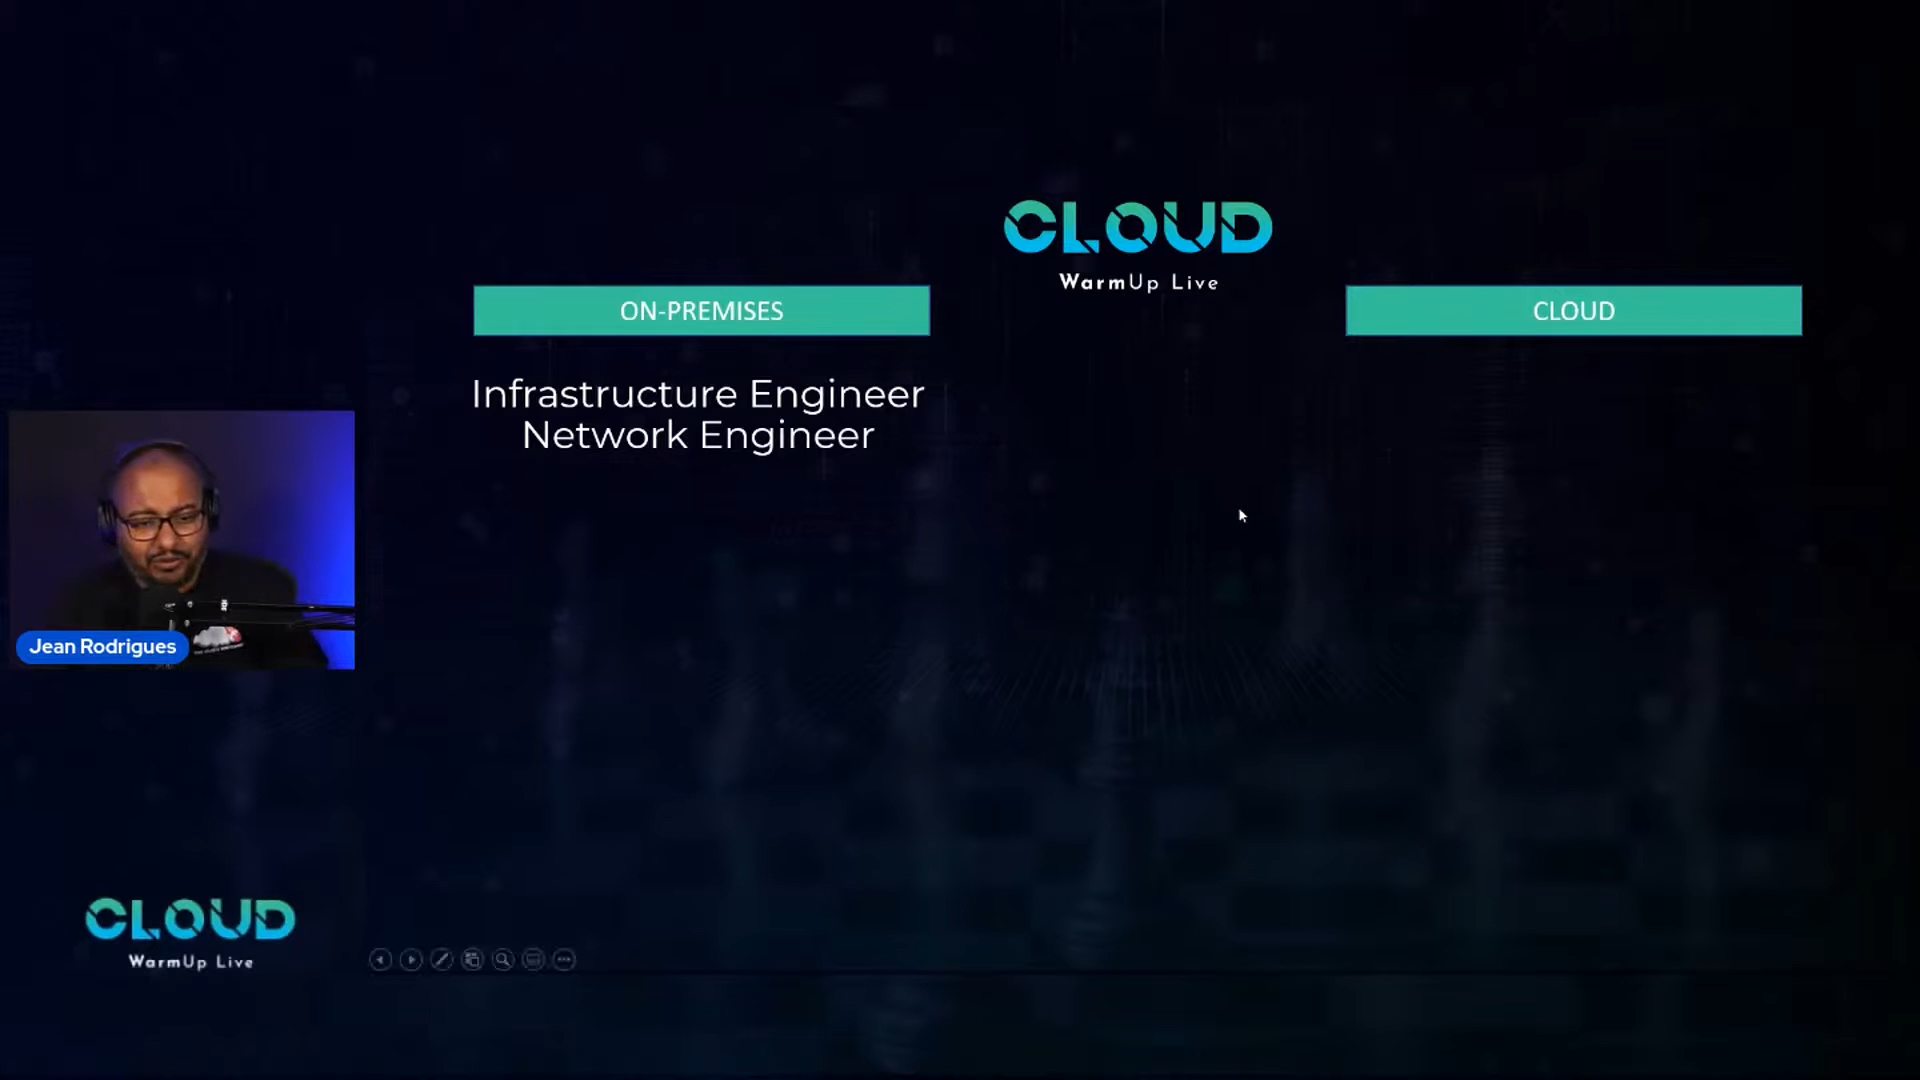 CLOUD
WarmUp Live
ON-PREMISES
CLOUD
Infrastructure Engineer
Network Engineer
Jean Rodrigues
CLOUD
WarmUp Live